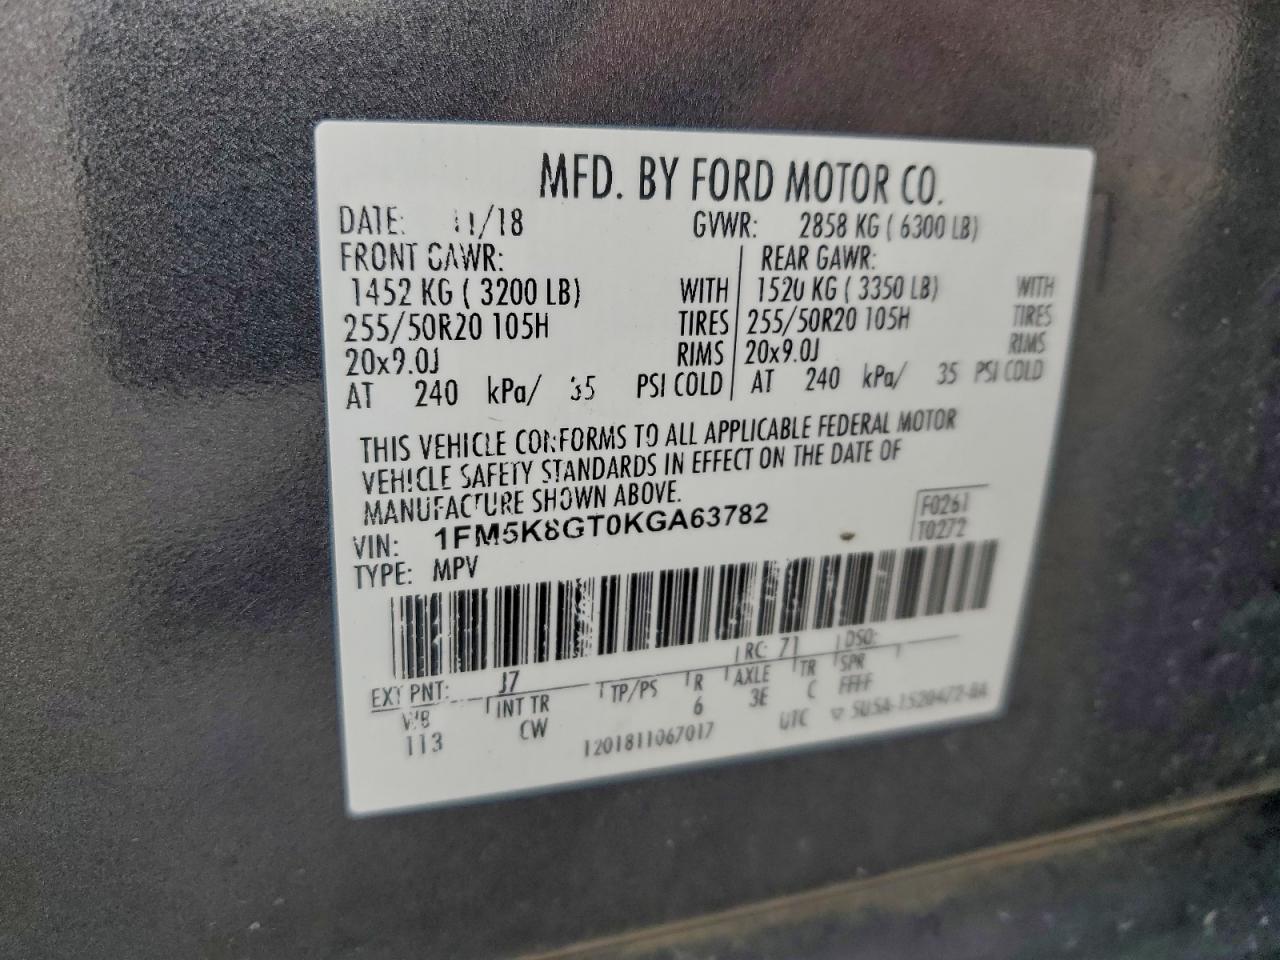 MFD. BY FORD MOTOR CO.
DATE: 11/18 GVWR: 2858 KG ( 6300 LB)
FRONT GAWR: REAR GAWR:
1452 KG ( 3200 LB) WITH 1520 KG ( 3350 LB) WITH
255/50R20 105H TIRES 255/50R20 105H TIRES
20x9.0J RIMS 20x9.0J RIMS
AT 240 kPa/ 35 PSI COLD AT 240 kPa/ 35 PSI COLD
THIS VEHICLE CONFORMS TO ALL APPLICABLE FEDERAL MOTOR
VEHICLE SAFETY STANDARDS IN EFFECT ON THE DATE OF
MANUFACTURE SHOWN ABOVE.
VIN: 1FM5K8GT0KGA63782 F0261
TYPE: MPV T0272
EXT PNT: J7 RC: 71 DSO:
WB INT TR TP/PS R AXLE TR SPR
113 CW 6 3E C FFFF
1201811067017 UTC